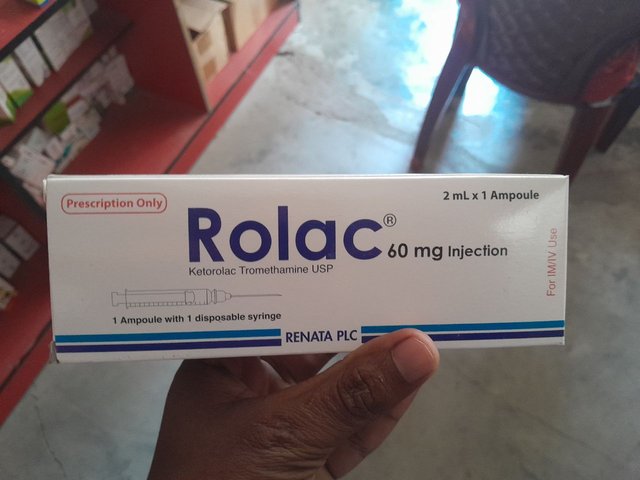 Prescription Only
2 mL x 1 Ampoule
Rolac®
60 mg Injection
Ketorolac Tromethamine USP
For IM/IV Use
1 Ampoule with 1 disposable syringe
RENATA PLC